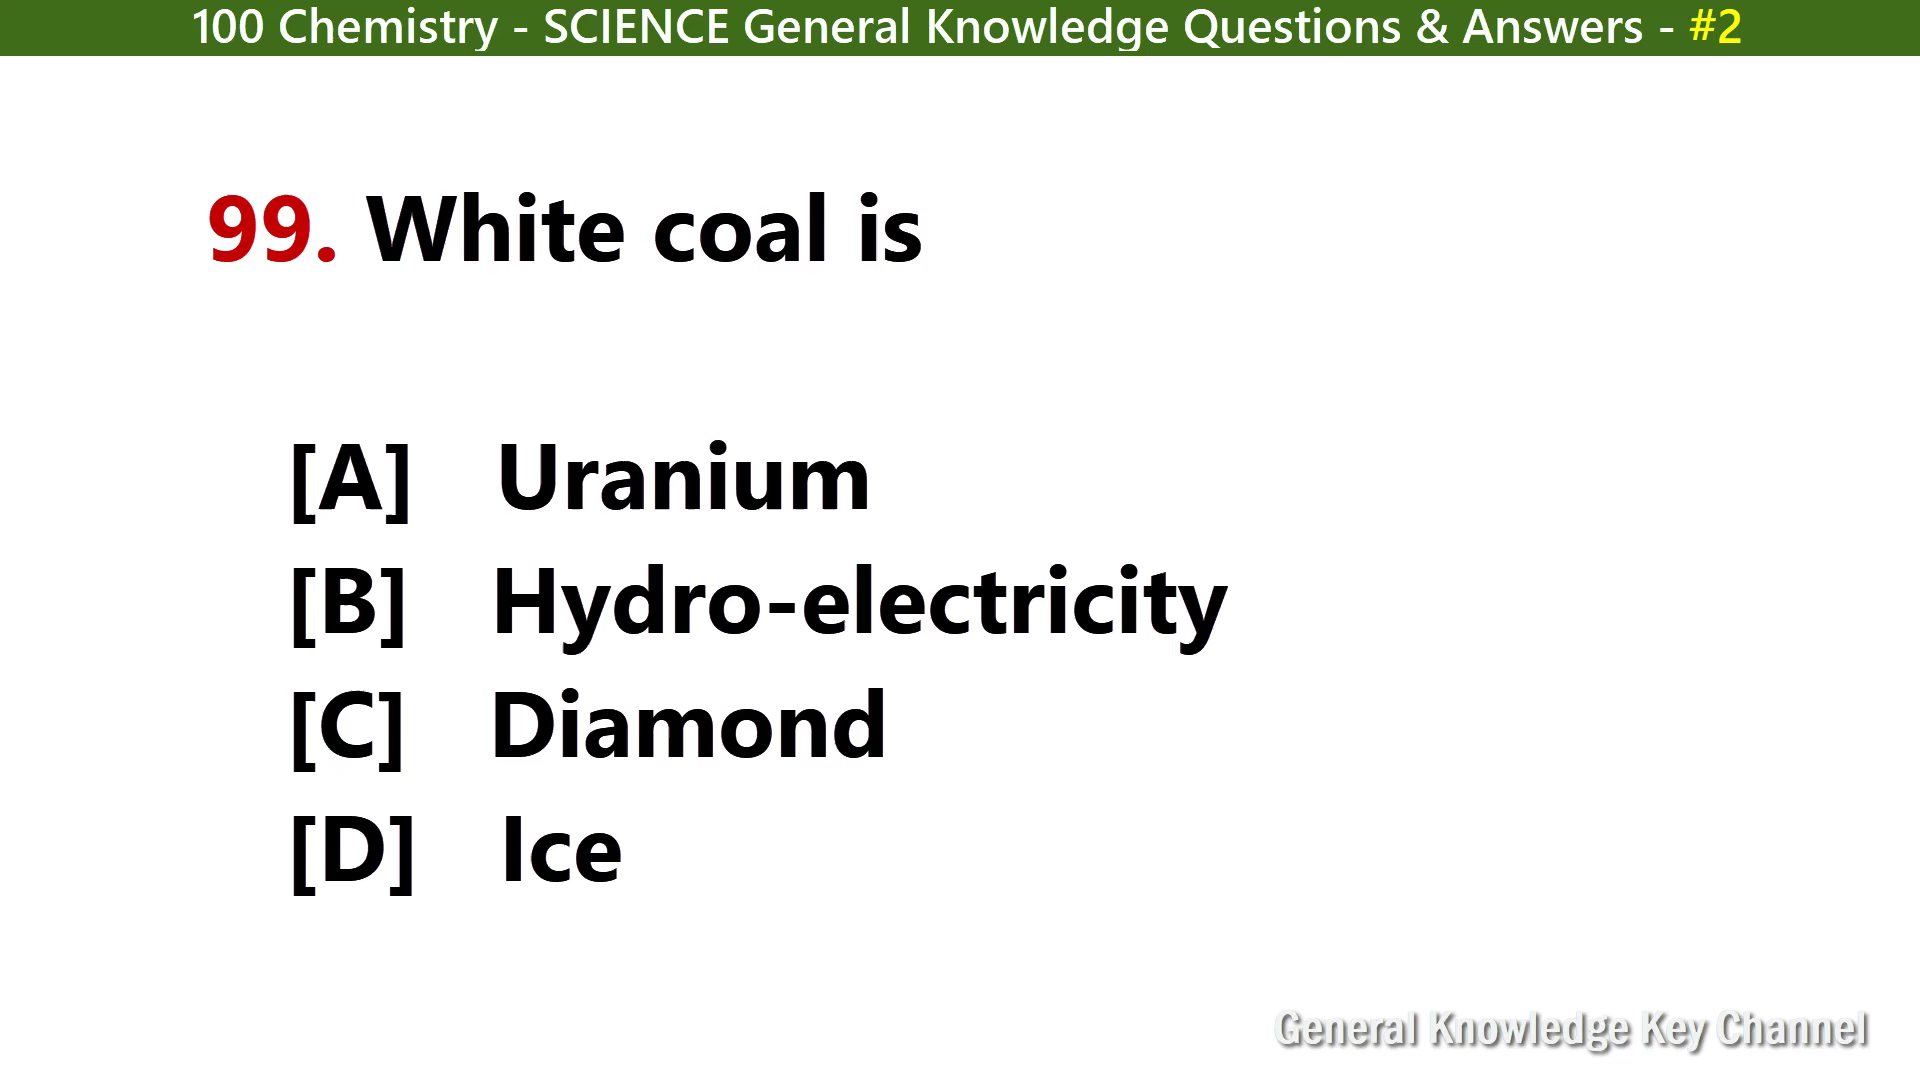 100 Chemistry - SCIENCE General Knowledge Questions & Answers - #2
99. White coal is
[A] Uranium
[B] Hydro-electricity
[C] Diamond
[D] Ice
General Knowledge Key Channel